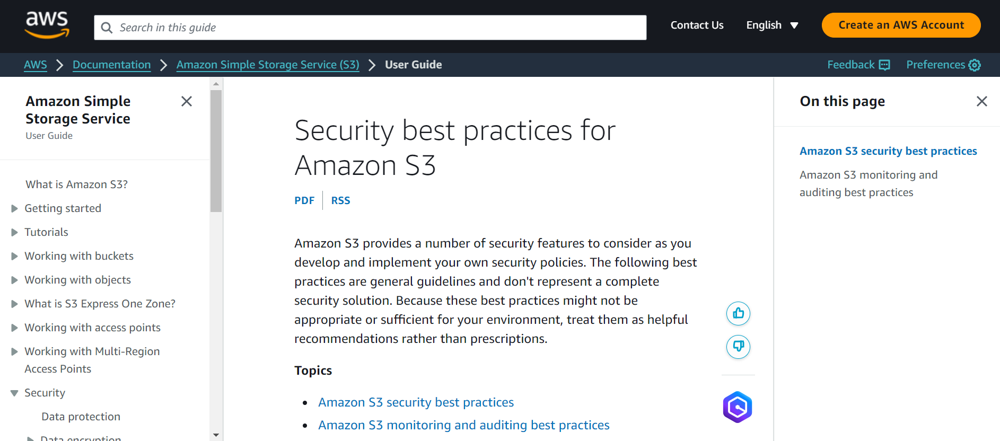 aws
Search in this guide
Contact Us
English
Create an AWS Account
AWS
Documentation
Amazon Simple Storage Service (S3)
User Guide
Feedback
Preferences
Amazon Simple
Storage Service
User Guide
What is Amazon S3?
Getting started
Tutorials
Working with buckets
Working with objects
What is S3 Express One Zone?
Working with access points
Working with Multi-Region
Access Points
Security
Data protection
Data encryption
Security best practices for
Amazon S3
PDF
RSS
Amazon S3 provides a number of security features to consider as you
develop and implement your own security policies. The following best
practices are general guidelines and don't represent a complete
security solution. Because these best practices might not be
appropriate or sufficient for your environment, treat them as helpful
recommendations rather than prescriptions.
Topics
Amazon S3 security best practices
Amazon S3 monitoring and auditing best practices
On this page
Amazon S3 security best practices
Amazon S3 monitoring and
auditing best practices